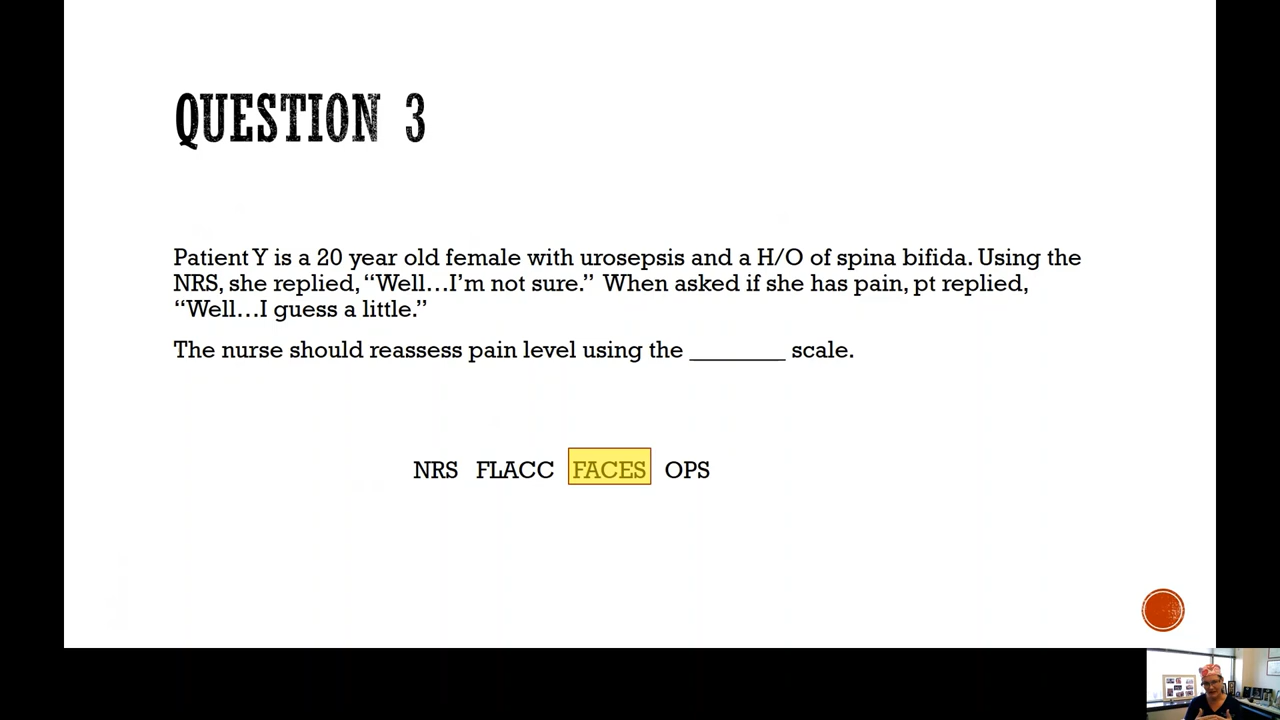 QUESTION 3
Patient Y is a 20 year old female with urosepsis and a H/O of spina bifida. Using the
NRS, she replied, “Well…I’m not sure.” When asked if she has pain, pt replied,
“Well…I guess a little.”
The nurse should reassess pain level using the ________ scale.
NRS FLACC FACES OPS